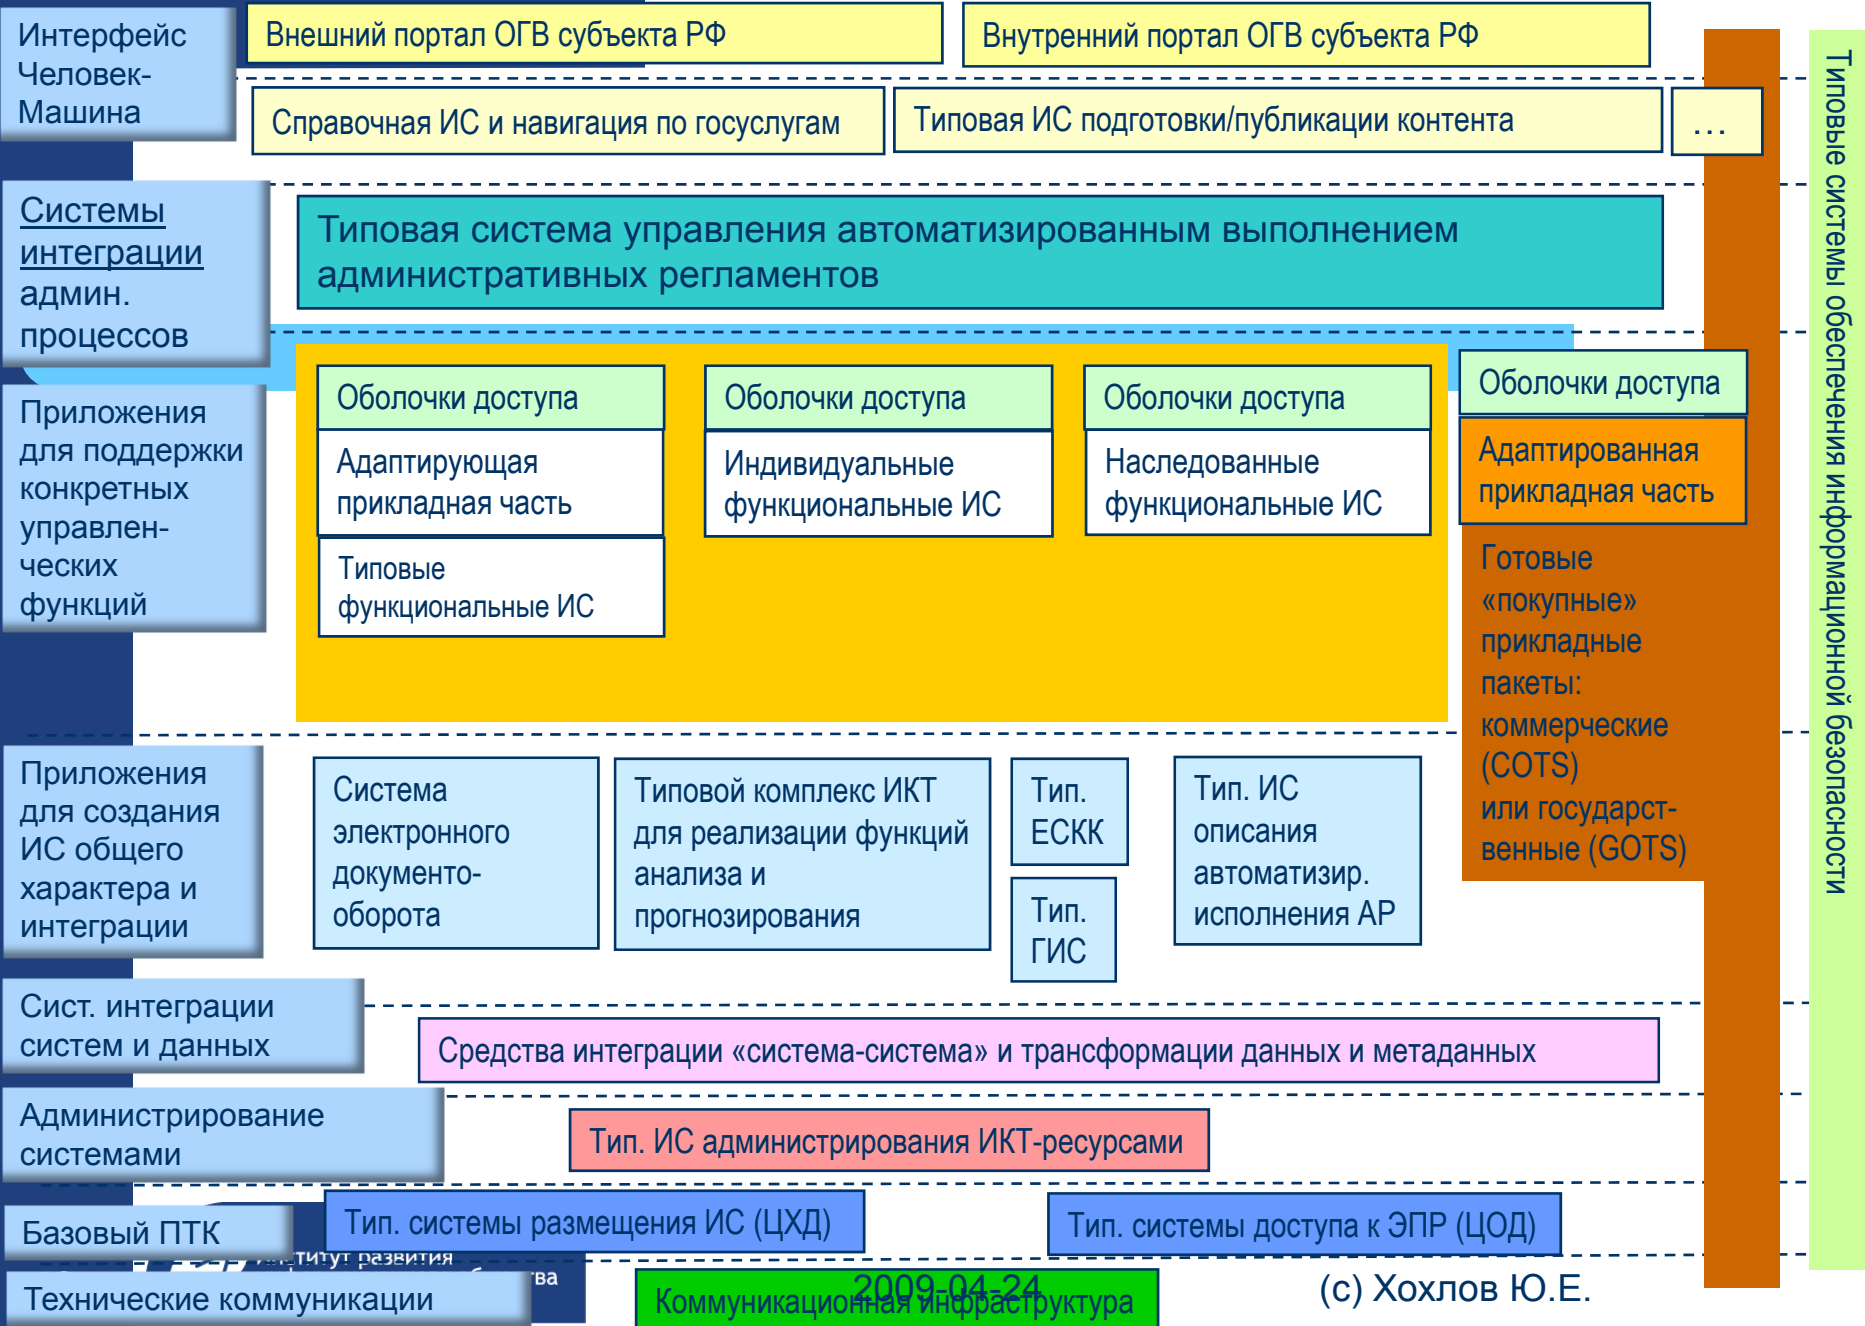 Интерфейс
Человек-
Машина
Внешний портал ОГВ субъекта РФ
Внутренний портал ОГВ субъекта РФ
Справочная ИС и навигация по госуслугам
Типовая ИС подготовки/публикации контента
...
Системы
интеграции
админ.
процессов
Типовая система управления автоматизированным выполнением
административных регламентов
Приложения
для поддержки
конкретных
управлен-
ческих
функций
Оболочки доступа
Адаптирующая
прикладная часть
Типовые
функциональные ИС
Оболочки доступа
Индивидуальные
функциональные ИС
Оболочки доступа
Наследованные
функциональные ИС
Оболочки доступа
Адаптированная
прикладная часть
Готовые
«покупные»
прикладные
пакеты:
коммерческие
(COTS)
или государст-
венные (GOTS)
Приложения
для создания
ИС общего
характера и
интеграции
Система
электронного
документо-
оборота
Типовой комплекс ИКТ
для реализации функций
анализа и
прогнозирования
Тип.
ЕСКК
Тип.
ГИС
Тип. ИС
описания
автоматизир.
исполнения АР
Сист. интеграции
систем и данных
Средства интеграции «система-система» и трансформации данных и метаданных
Администрирование
системами
Тип. ИС администрирования ИКТ-ресурсами
Базовый ПТК
Тип. системы размещения ИС (ЦХД)
Тип. системы доступа к ЭПР (ЦОД)
развития
Технические коммуникации
Коммуникационная инфраструктура
2009-04-24
(с) Хохлов Ю.Е.
Типовые системы обеспечения информационной безопасности